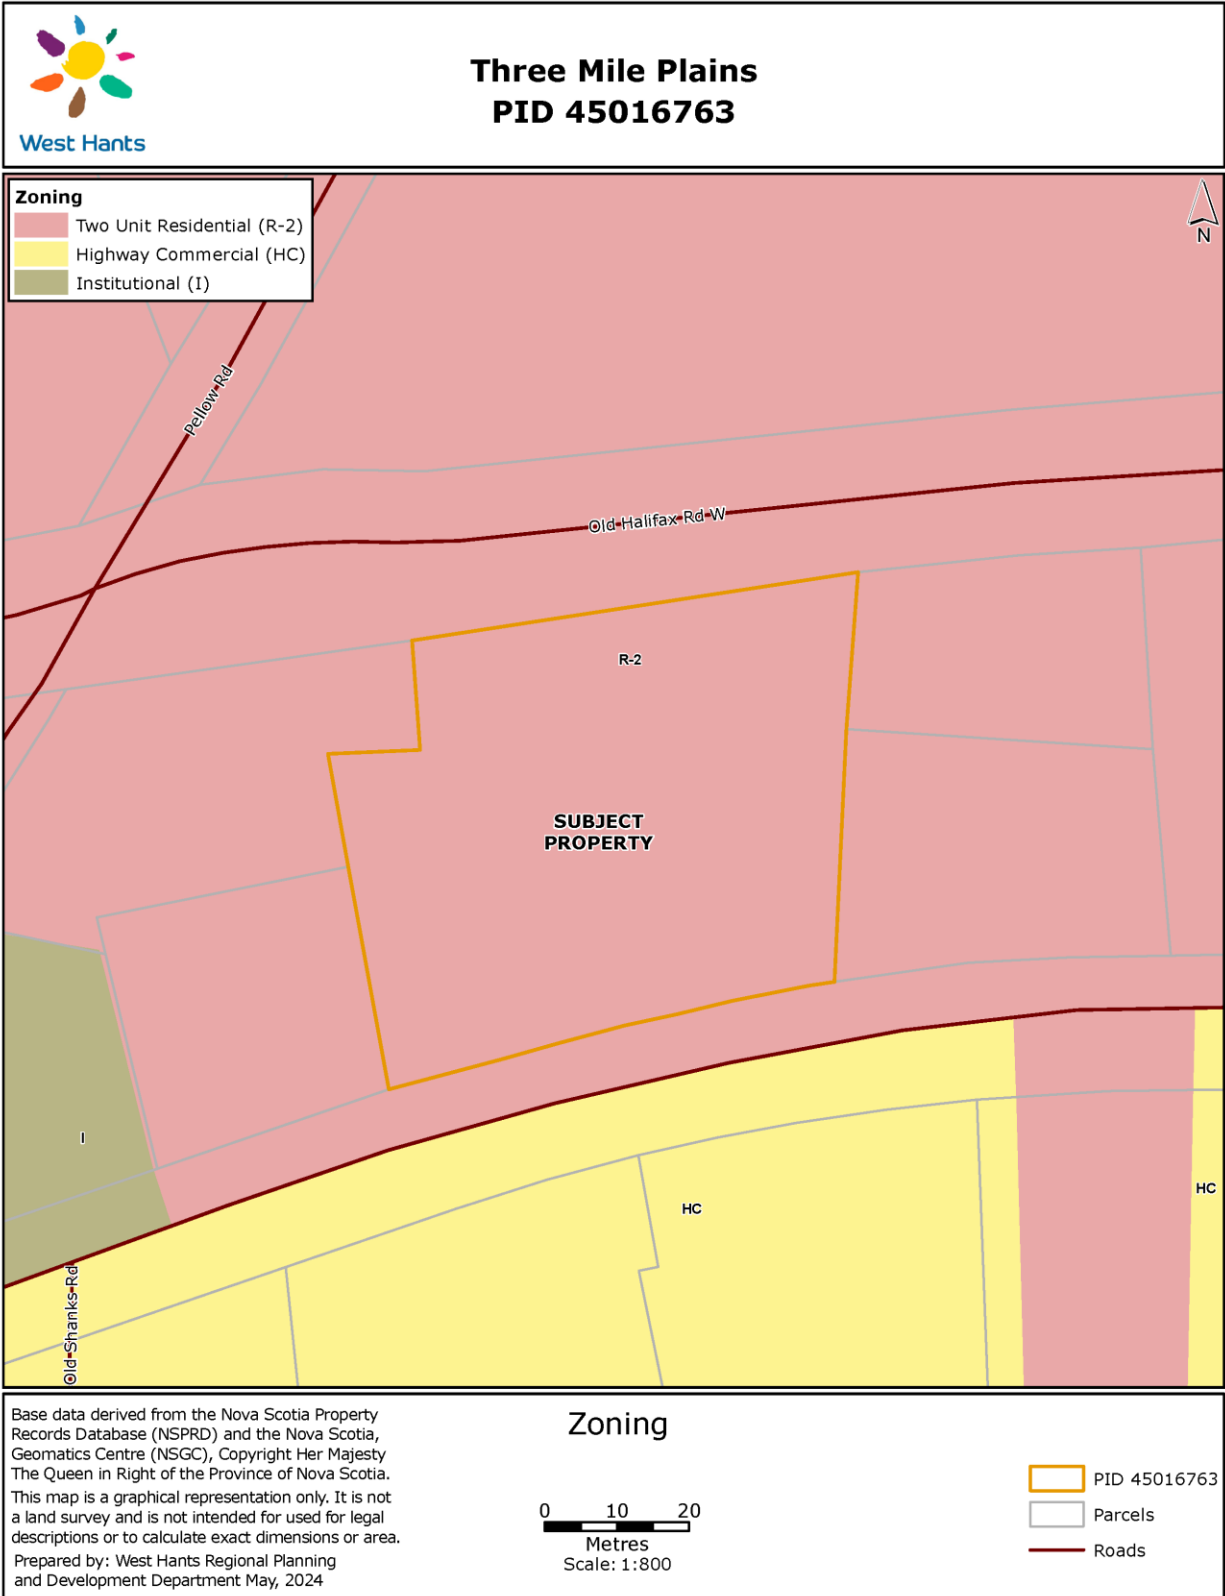 West Hants
Three Mile Plains
PID 45016763
Zoning
Two Unit Residential (R-2)
Highway Commercial (HC)
Institutional (I)
N
Pellow Rd
Old Halifax Rd W
R-2
SUBJECT
PROPERTY
I
HC
HC
Old Shanks Rd
Base data derived from the Nova Scotia Property
Records Database (NSPRD) and the Nova Scotia,
Geomatics Centre (NSGC), Copyright Her Majesty
The Queen in Right of the Province of Nova Scotia.
This map is a graphical representation only. It is not
a land survey and is not intended for used for legal
descriptions or to calculate exact dimensions or area.
Prepared by: West Hants Regional Planning
and Development Department May, 2024
Zoning
0 10 20
Metres
Scale: 1:800
PID 45016763
Parcels
Roads